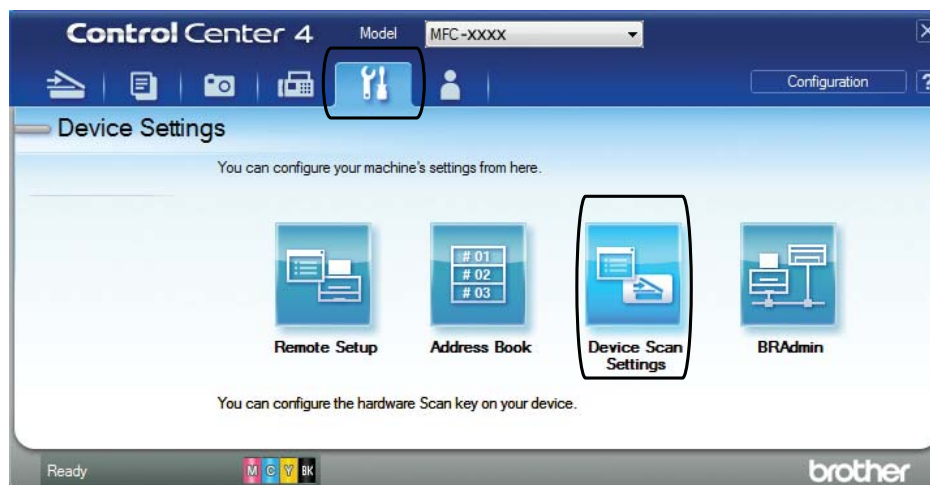 Control Center 4 Model MFC-XXXX
Configuration ?
Device Settings
You can configure your machine's settings from here.
# 01
# 02
# 03
Remote Setup Address Book Device Scan Settings BRAdmin
You can configure the hardware Scan key on your device.
Ready M C Y BK brother